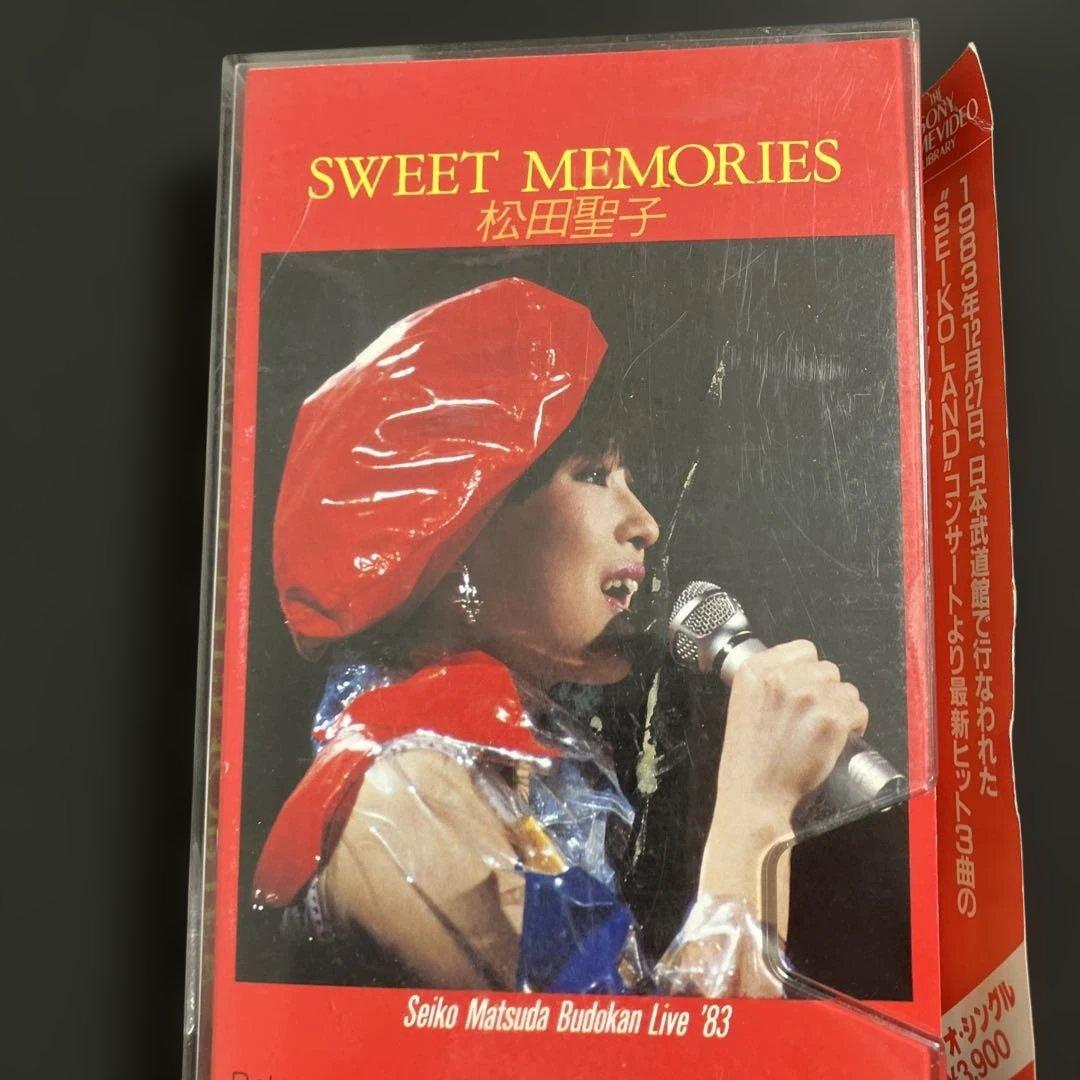 SWEET MEMORIES
松田聖子
Seiko Matsuda Budokan Live '83
THE
SONY
LIBRARY
1983年12月27日、日本武道館で行なわれた
"SEIKOLAND"コンサートより最新ヒット3曲の
オ・シングル
¥3,900